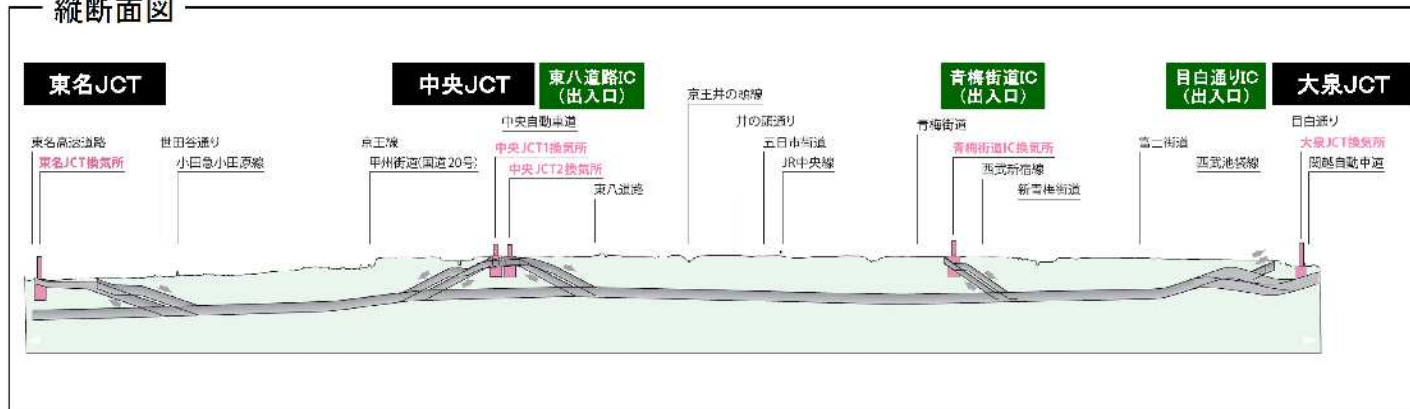 縦断面図
東名JCT
中央JCT
東八道路IC
(出入口)
青梅街道IC
(出入口)
目白通りIC
(出入口)
大泉JCT
東名高速道路
東名JCT換気所
世田谷通り
小田急小田原線
京王線
甲州街道(国道20号)
中央自動車道
中央JCT1換気所
中央JCT2換気所
東八道路
京王井の頭線
井の頭通り
五日市街道
JR中央線
青梅街道
青梅街道IC換気所
西武新宿線
新青梅街道
富士街道
西武池袋線
目白通り
大泉JCT換気所
関越自動車道